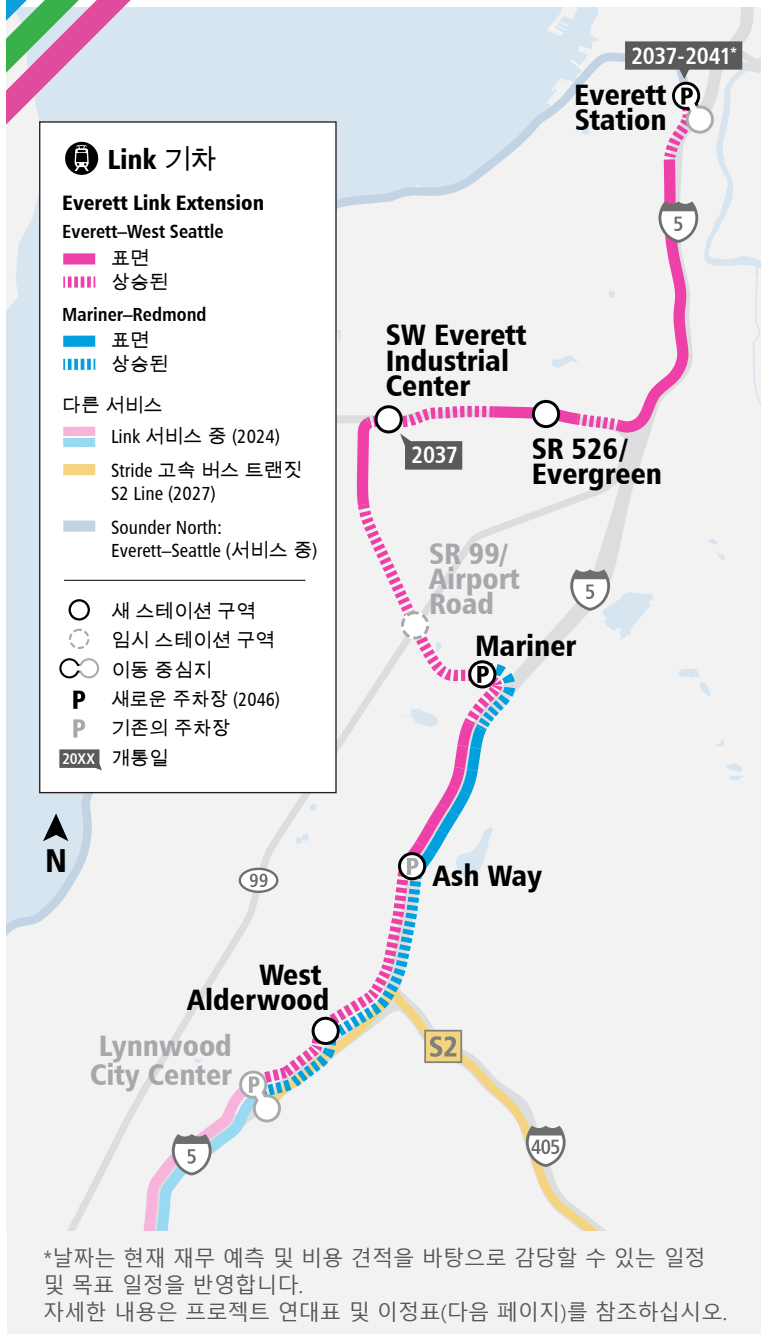 2037-2041*
Everett
Station
Link 기차
Everett Link Extension
Everett–West Seattle
표면
상승된
Mariner–Redmond
표면
상승된
다른 서비스
Link 서비스 중 (2024)
Stride 고속 버스 트랜짓
S2 Line (2027)
Sounder North:
Everett–Seattle (서비스 중)
새 스테이션 구역
임시 스테이션 구역
이동 중심지
P 새로운 주차장 (2046)
P 기존의 주차장
20XX 개통일
N
P
5
SW Everett
Industrial
Center
2037
SR 526/
Evergreen
SR 99/
Airport
Road
5
Mariner
P
P
Ash Way
99
West
Alderwood
Lynnwood
City Center
P
S2
5
405
*날짜는 현재 재무 예측 및 비용 견적을 바탕으로 감당할 수 있는 일정
및 목표 일정을 반영합니다.
자세한 내용은 프로젝트 연대표 및 이정표(다음 페이지)를 참조하십시오.